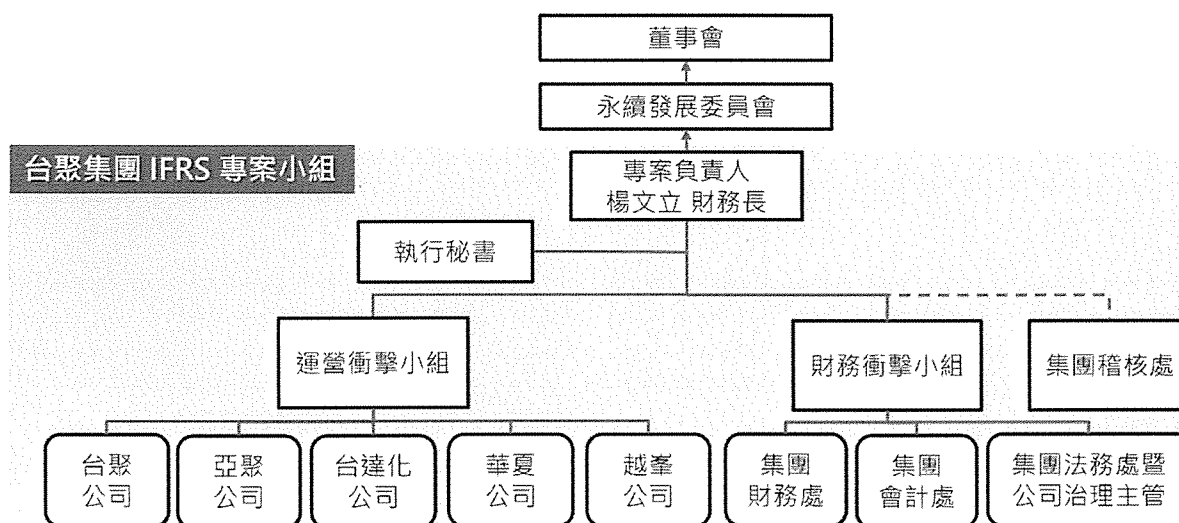 董事會
永續發展委員會
台聚集團 IFRS 專案小組
專案負責人
楊文立 財務長
執行秘書
運營衝擊小組
財務衝擊小組
集團稽核處
台聚
公司
亞聚
公司
台達化
公司
華夏
公司
越峯
公司
集團
財務處
集團
會計處
集團法務處暨
公司治理主管